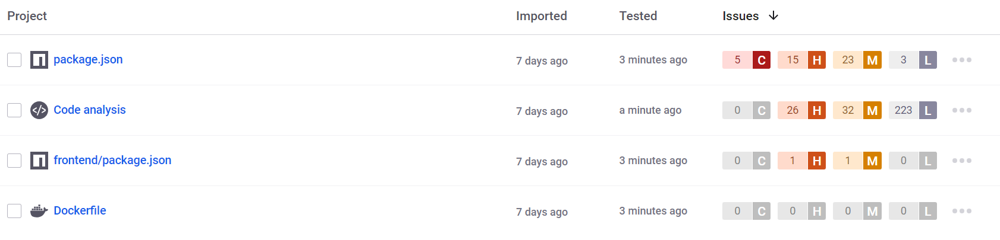 Project Imported Tested Issues
package.json 7 days ago 3 minutes ago 5 C 15 H 23 M 3 L
Code analysis 7 days ago a minute ago 0 C 26 H 32 M 223 L
frontend/package.json 7 days ago 3 minutes ago 0 C 1 H 1 M 0 L
Dockerfile 7 days ago 3 minutes ago 0 C 0 H 0 M 0 L